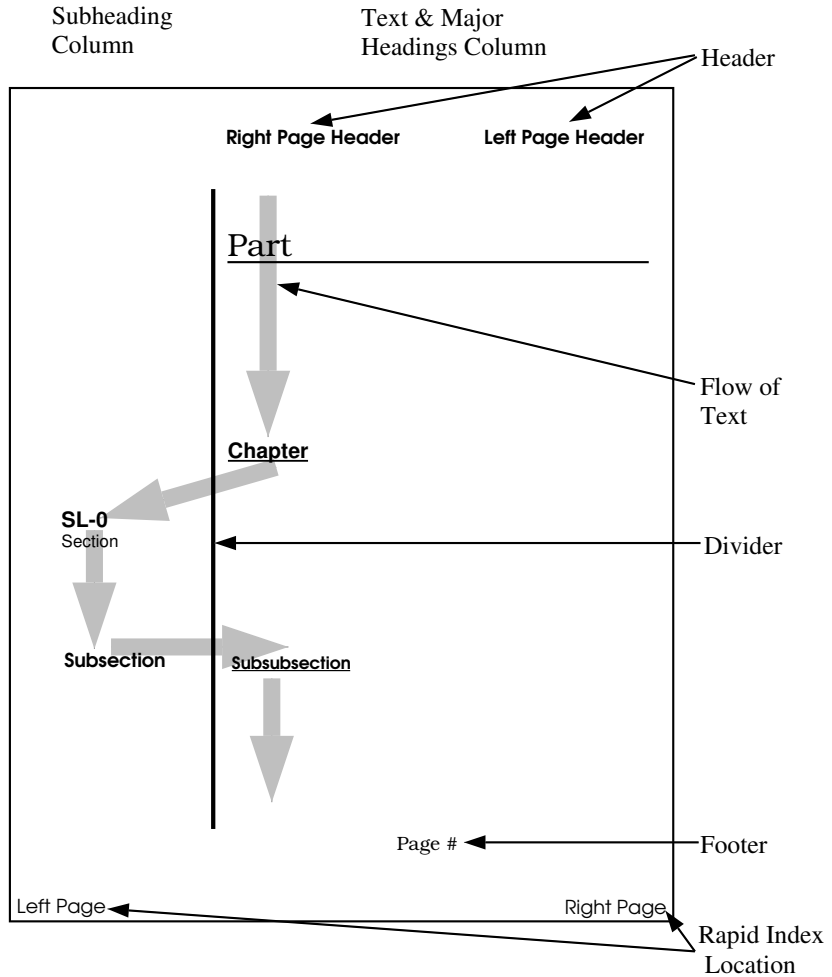 Subheading
Column
Text & Major
Headings Column
Header
Right Page Header
Left Page Header
Part
Flow of
Text
Chapter
SL-0
Section
Divider
Subsection
Subsubsection
Page #
Footer
Left Page
Right Page
Rapid Index
Location